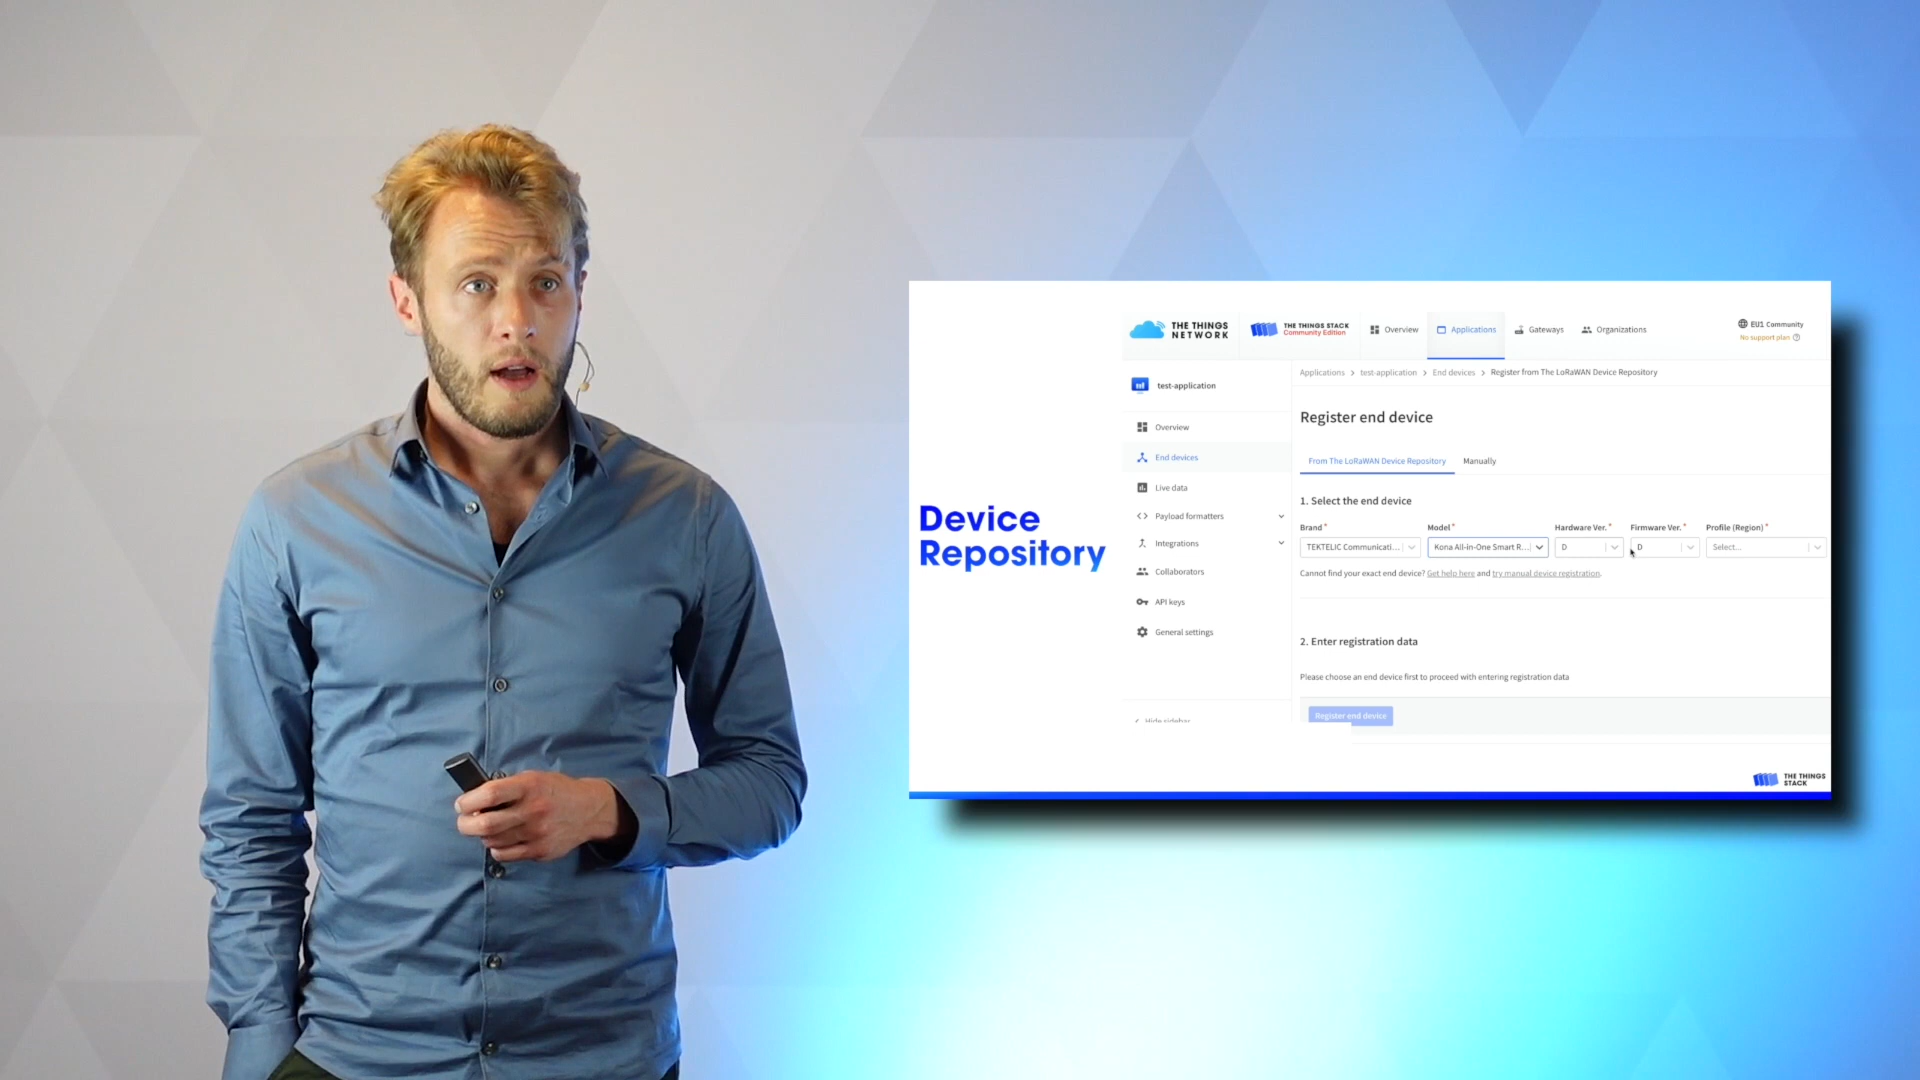 Device
Repository
THE THINGS
NETWORK
THE THINGS STACK
Community Edition
Overview
Applications
Gateways
Organizations
EU1 Community
No support plan
test-application
Overview
End devices
Live data
Payload formatters
Integrations
Collaborators
API keys
General settings
Hide sidebar
Applications > test-application > End devices > Register from The LoRaWAN Device Repository
Register end device
From The LoRaWAN Device Repository
Manually
1. Select the end device
Brand *
Model *
Hardware Ver. *
Firmware Ver. *
Profile (Region) *
TEKTELIC Communicati...
Kona All-in-One Smart R...
D
D
Select...
Cannot find your exact end device? Get help here and try manual device registration.
2. Enter registration data
Please choose an end device first to proceed with entering registration data
Register end device
THE THINGS
STACK